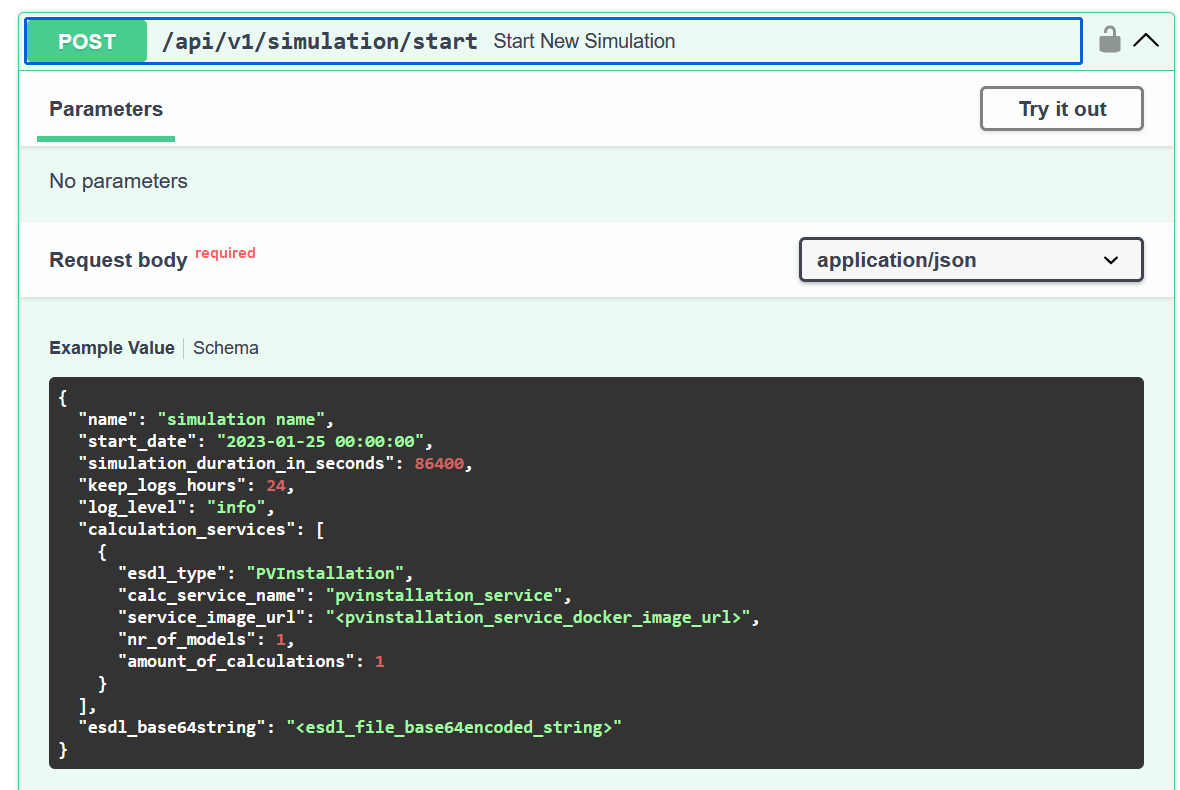 POST /api/v1/simulation/start Start New Simulation
Parameters
Try it out
No parameters
Request body required
application/json
Example Value Schema
{
  "name": "simulation name",
  "start_date": "2023-01-25 00:00:00",
  "simulation_duration_in_seconds": 86400,
  "keep_logs_hours": 24,
  "log_level": "info",
  "calculation_services": [
    {
      "esdl_type": "PVInstallation",
      "calc_service_name": "pvinstallation_service",
      "service_image_url": "<pvinstallation_service_docker_image_url>",
      "nr_of_models": 1,
      "amount_of_calculations": 1
    }
  ],
  "esdl_base64string": "<esdl_file_base64encoded_string>"
}